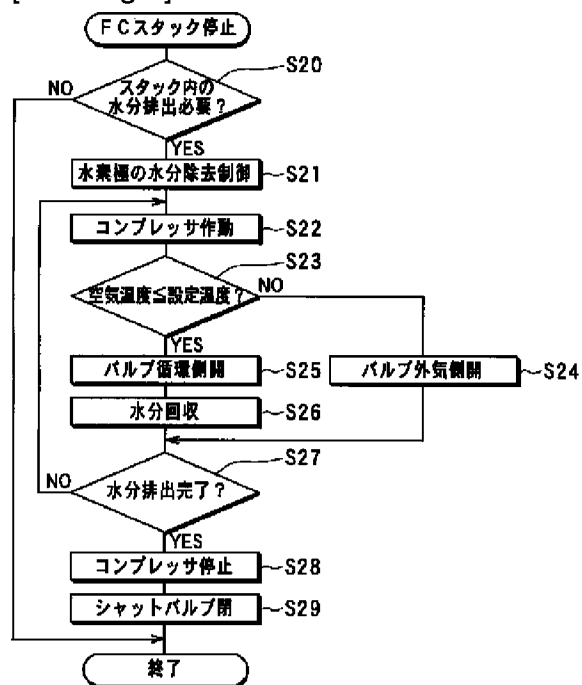 FCスタック停止
S20
NO
スタック内の
水分排出必要？
YES
水素極の水分除去制御
S21
コンプレッサ作動
S22
S23
空気温度≦設定温度？
NO
YES
バルブ循環側開
S25
バルブ外気側開
S24
水分回収
S26
S27
NO
水分排出完了？
YES
コンプレッサ停止
S28
シャットバルブ閉
S29
終了